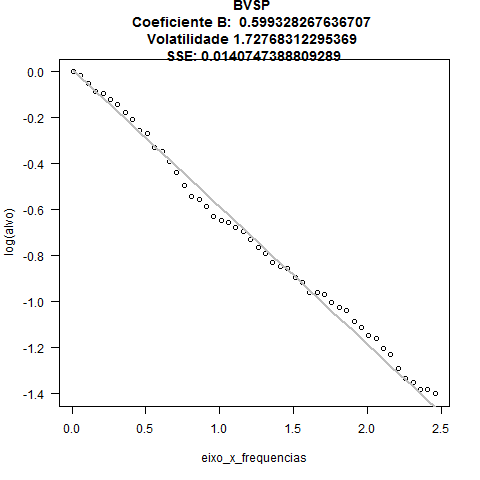 BVSP
Coeficiente B:  0.599328267636707
Volatilidade 1.72768312295369
SSE: 0.0140747388809289
log(alvo)
0.0
-0.2
-0.4
-0.6
-0.8
-1.0
-1.2
-1.4
0.0 0.5 1.0 1.5 2.0 2.5
eixo_x_frequencias